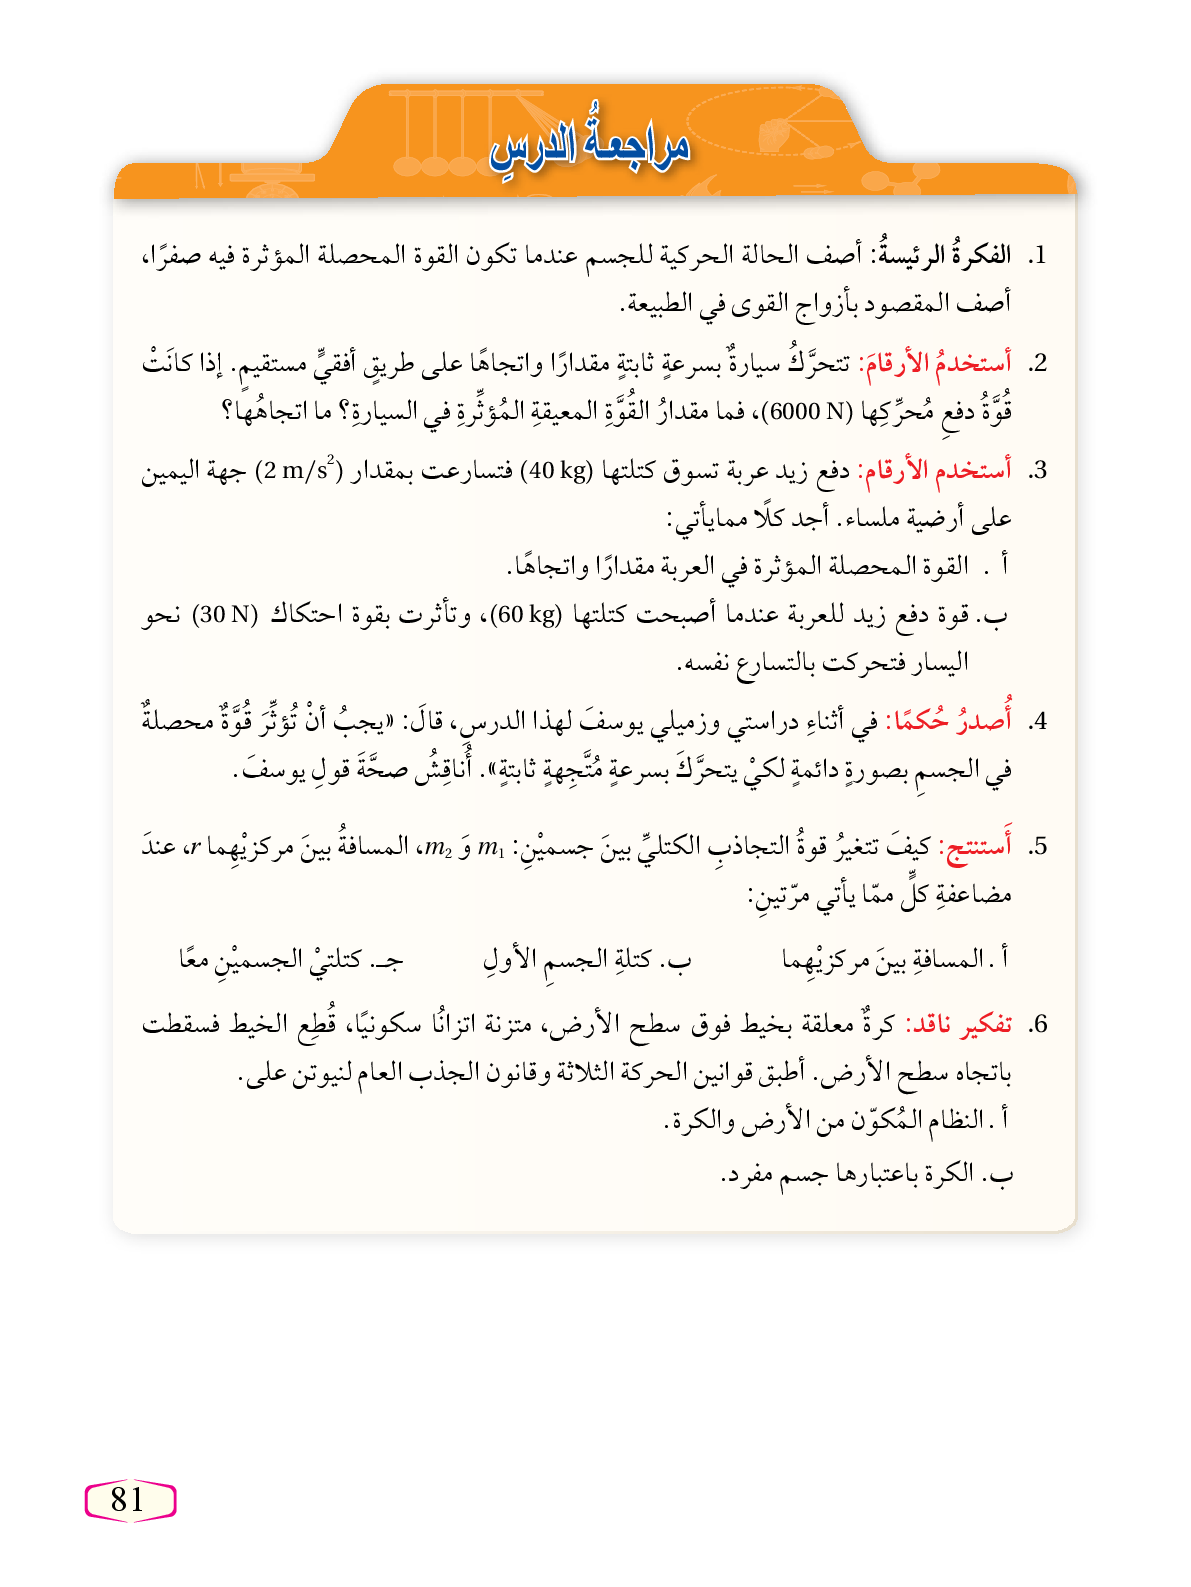 مراجعةُ الدرسِ
1. الفكرةُ الرئيسةُ: أصف الحالة الحركية للجسم عندما تكون القوة المحصلة المؤثرة فيه صفرًا،
أصف المقصود بأزواج القوى في الطبيعة.
2. أستخدمُ الأرقامَ: تتحرَّكُ سيارةٌ بسرعةٍ ثابتةٍ مقدارًا واتجاهًا على طريقٍ أفقيٍّ مستقيمٍ. إذا كانَتْ
قُوَّةُ دفعِ مُحرِّكِها (6000 N)، فما مقدارُ القُوَّةِ المعيقةِ المُؤثِّرةِ في السيارةِ؟ ما اتجاهُها؟
3. أستخدم الأرقام: دفع زيد عربة تسوق كتلتها (40 kg) فتسارعت بمقدار (2 m/s²) جهة اليمين
على أرضية ملساء. أجد كلًا ممايأتي:
أ . القوة المحصلة المؤثرة في العربة مقدارًا واتجاهًا.
ب. قوة دفع زيد للعربة عندما أصبحت كتلتها (60 kg)، وتأثرت بقوة احتكاك (30 N) نحو
اليسار فتحركت بالتسارع نفسه.
4. أُصدرُ حُكمًا: في أثناءِ دراستي وزميلي يوسفَ لهذا الدرسِ، قالَ: «يجبُ أنْ تُؤثِّرَ قُوَّةٌ محصلةٌ
في الجسمِ بصورةٍ دائمةٍ لكيْ يتحرَّكَ بسرعةٍ مُتَّجِهةٍ ثابتةٍ». أُناقِشُ صحَّةَ قولِ يوسفَ.
5. أَستنتج: كيفَ تتغيرُ قوةُ التجاذبِ الكتليِّ بينَ جسميْنِ: m₁ وَ m₂، المسافةُ بينَ مركزيْهِما r، عندَ
مضاعفةِ كلٍّ ممّا يأتي مرّتينِ:
أ . المسافةِ بينَ مركزيْهِما ب. كتلةِ الجسمِ الأولِ جـ. كتلتيْ الجسميْنِ معًا
6. تفكير ناقد: كرةٌ معلقة بخيط فوق سطح الأرض، متزنة اتزانًا سكونيًا، قُطِع الخيط فسقطت
باتجاه سطح الأرض. أطبق قوانين الحركة الثلاثة وقانون الجذب العام لنيوتن على.
أ . النظام المُكوّن من الأرض والكرة.
ب. الكرة باعتبارها جسم مفرد.
81